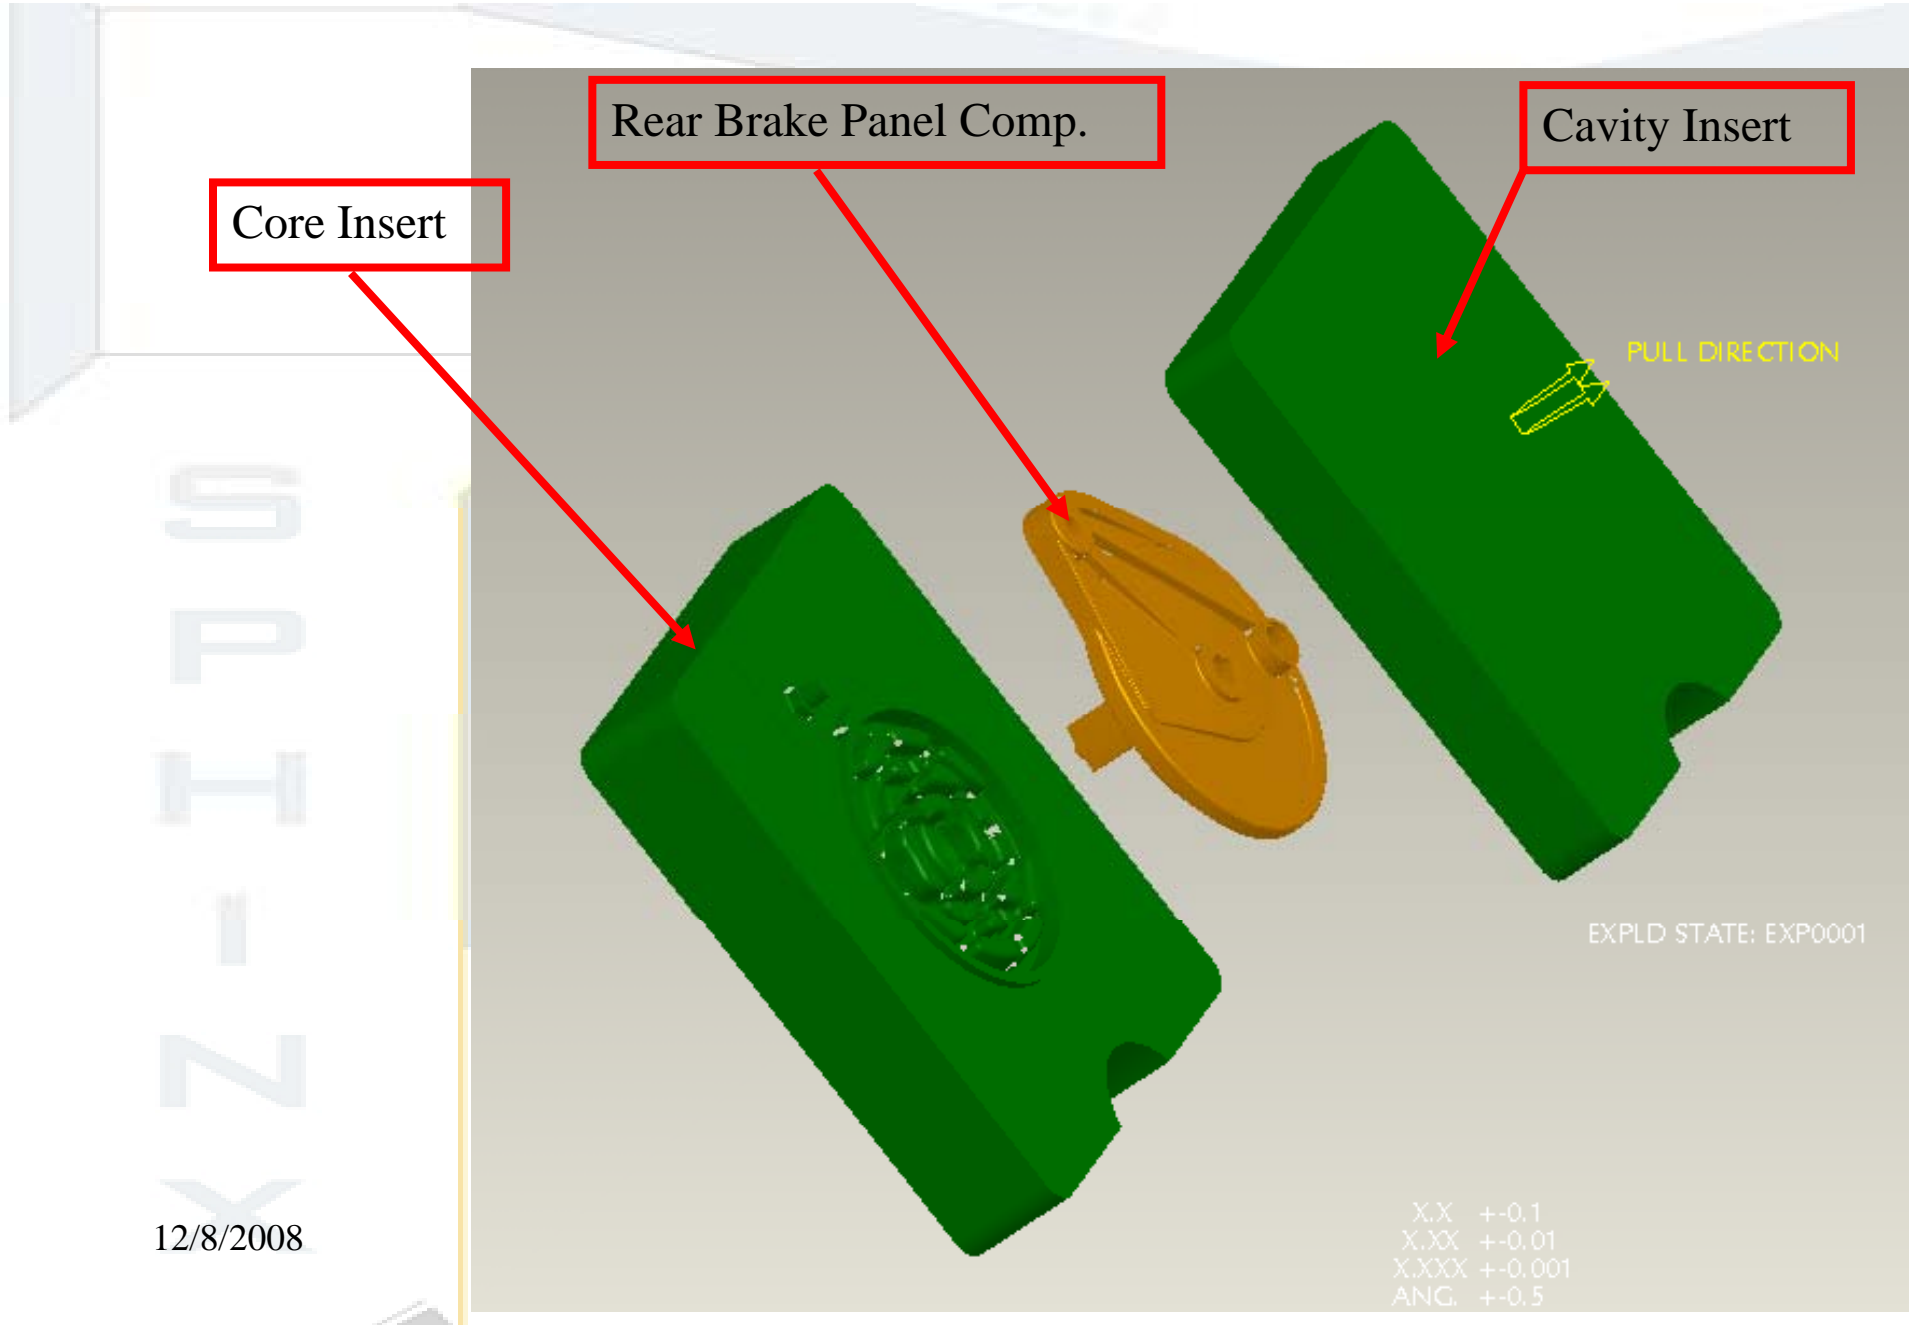 Rear Brake Panel Comp.
Cavity Insert
Core Insert
PULL DIRECTION
S
P
H
I
N
X
EXPLD STATE: EXP0001
12/8/2008
X.X +-0.1
X.XX +-0.01
X.XXX +-0.001
ANG. +-0.5